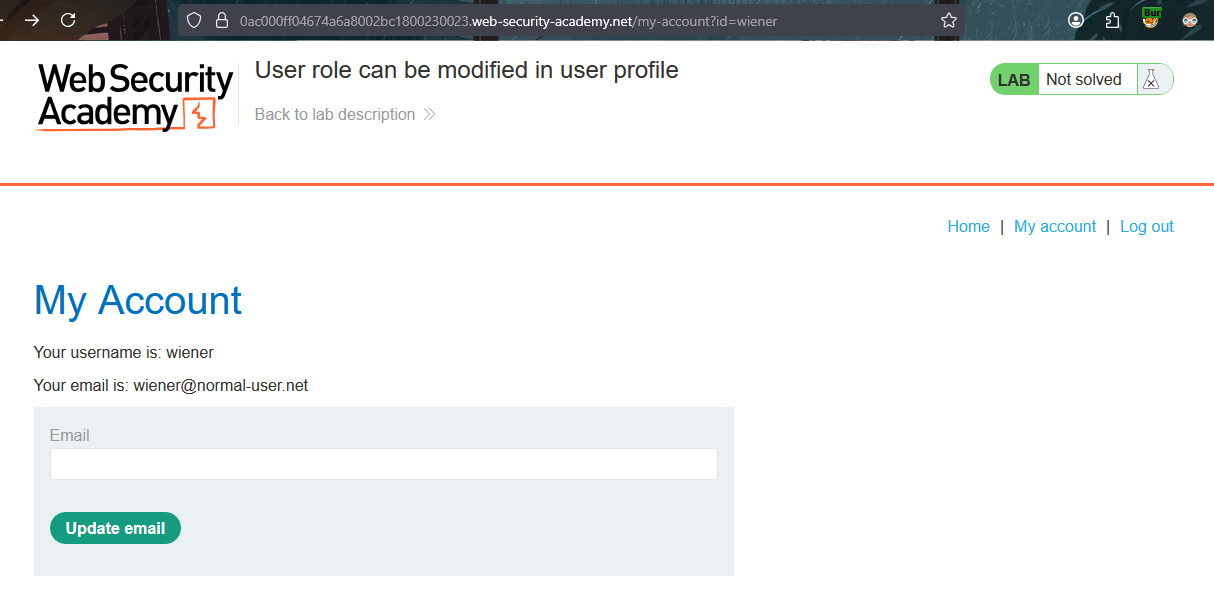 0ac000ff04674a6a8002bc1800230023.web-security-academy.net/my-account?id=wiener
Bur
Web Security
Academy
User role can be modified in user profile
Back to lab description
LAB Not solved
Home | My account | Log out
My Account
Your username is: wiener
Your email is: wiener@normal-user.net
Email
Update email